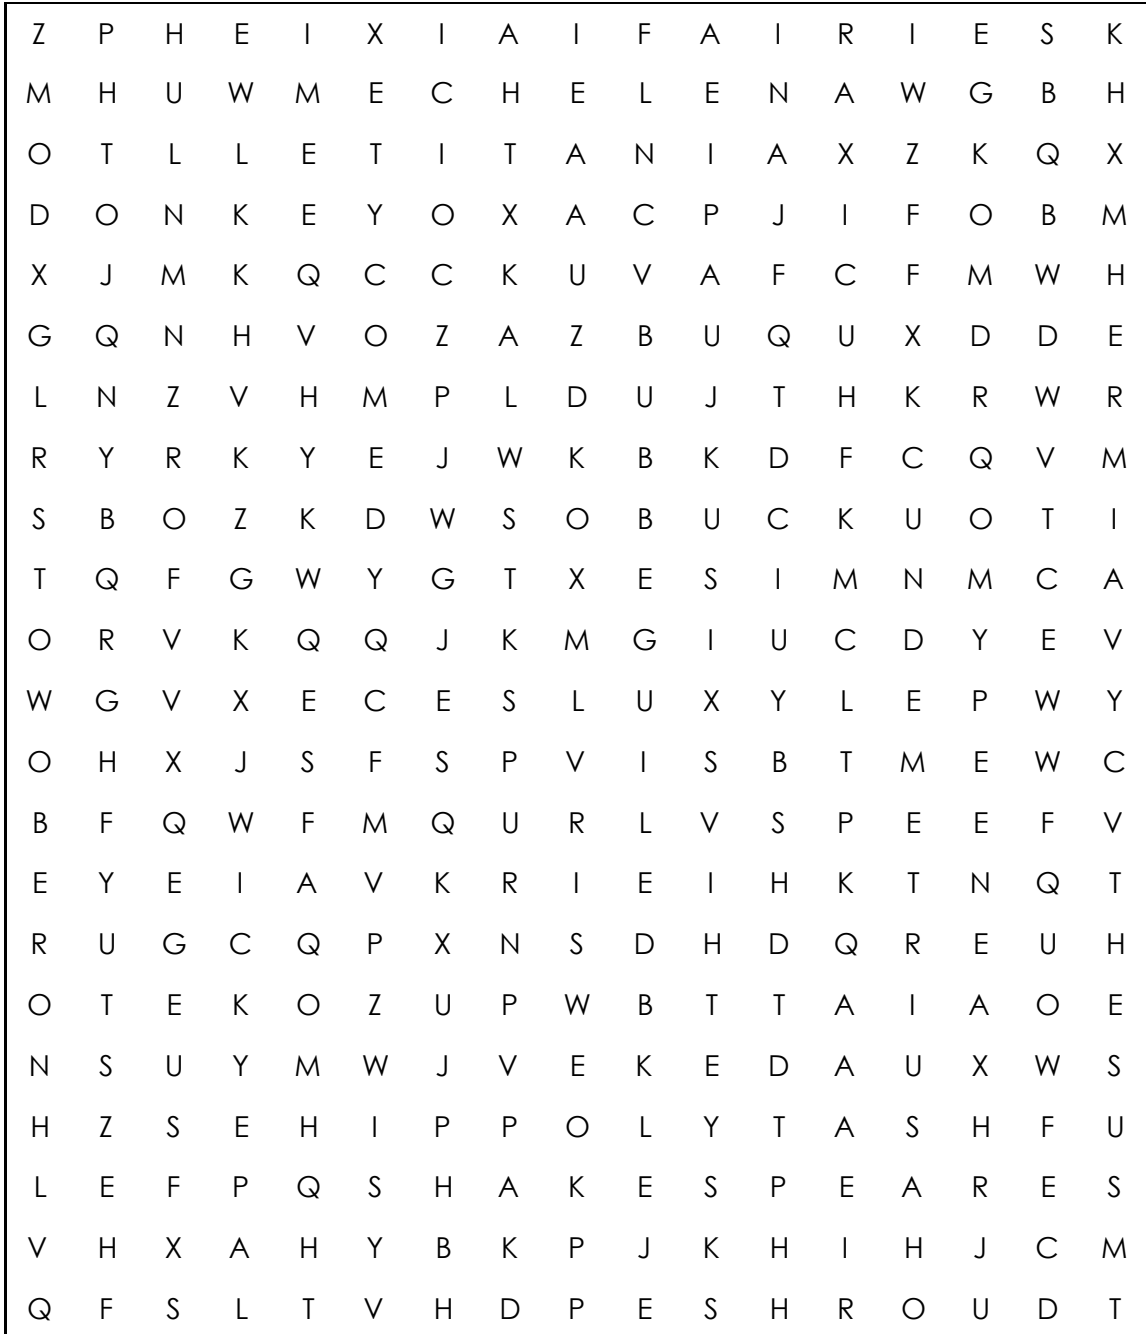 Z P H E I X I A I F A I R I E S K
M H U W M E C H E L E N A W G B H
O T L L E T I T A N I A X Z K Q X
D O N K E Y O X A C P J I F O B M
X J M K Q C C K U V A F C F M W H
G Q N H V O Z A Z B U Q U X D D E
L N Z V H M P L D U J T H K R W R
R Y R K Y E J W K B K D F C Q V M
S B O Z K D W S O B U C K U O T I
T Q F G W Y G T X E S I M N M C A
O R V K Q Q J K M G I U C D Y E V
W G V X E C E S L U X Y L E P W Y
O H X J S F S P V I S B T M E W C
B F Q W F M Q U R L V S P E E F V
E Y E I A V K R I E I H K T N Q T
R U G C Q P X N S D H D Q R E U H
O T E K O Z U P W B T T A I A O E
N S U Y M W J V E K E D A U X W S
H Z S E H I P P O L Y T A S H F U
L E F P Q S H A K E S P E A R E S
V H X A H Y B K P J K H I H J C M
Q F S L T V H D P E S H R O U D T